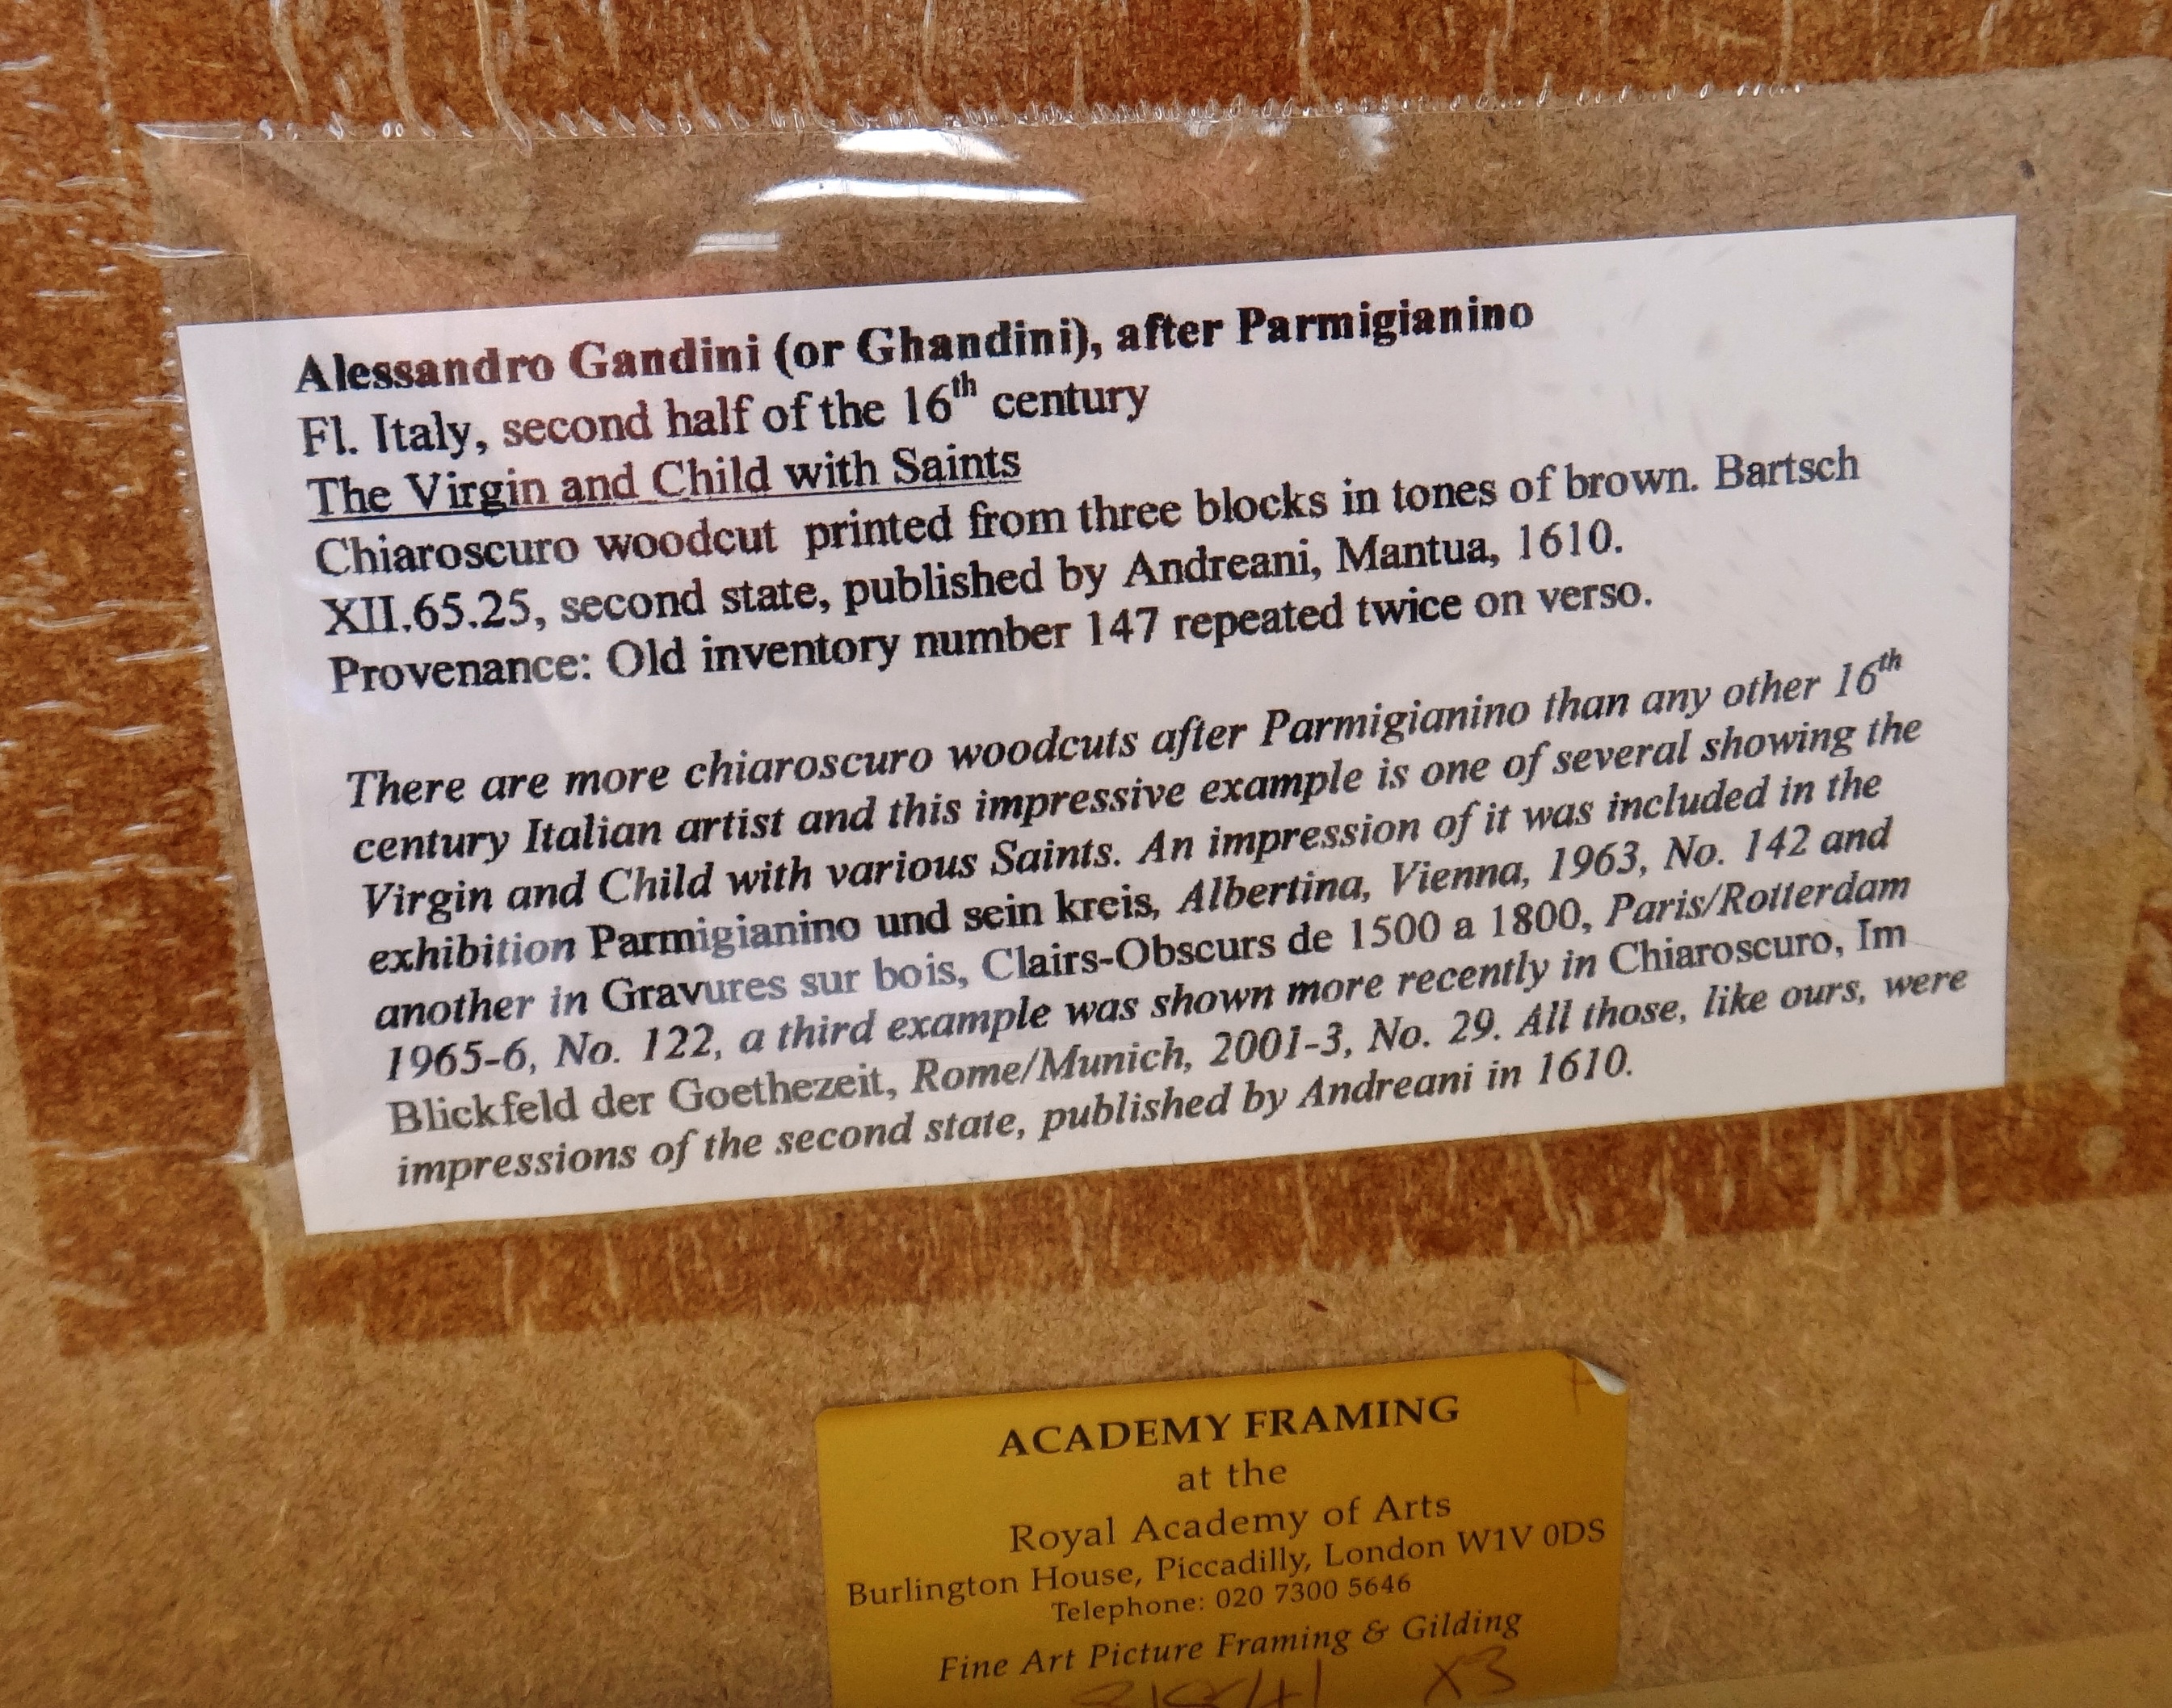 Alessandro Gandini (or Ghandini), after Parmigianino
Fl. Italy, second half of the 16th century
The Virgin and Child with Saints
Chiaroscuro woodcut printed from three blocks in tones of brown. Bartsch
XII.65.25, second state, published by Andreani, Mantua, 1610.
Provenance: Old inventory number 147 repeated twice on verso.
There are more chiaroscuro woodcuts after Parmigianino than any other 16th
century Italian artist and this impressive example is one of several showing the
Virgin and Child with various Saints. An impression of it was included in the
exhibition Parmigianino und sein kreis, Albertina, Vienna, 1963, No. 142 and
another in Gravures sur bois, Clairs-Obscurs de 1500 a 1800, Paris/Rotterdam
1965-6, No. 122, a third example was shown more recently in Chiaroscuro, Im
Blickfeld der Goethezeit, Rome/Munich, 2001-3, No. 29. All those, like ours, were
impressions of the second state, published by Andreani in 1610.
ACADEMY FRAMING
at the
Royal Academy of Arts
Burlington House, Piccadilly, London W1V 0DS
Telephone: 020 7300 5646
Fine Art Picture Framing & Gilding
X3